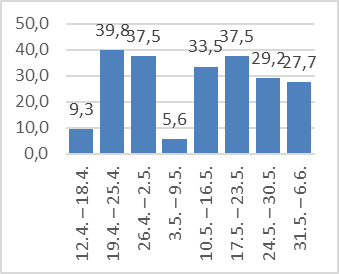 50,0
40,0
30,0
20,0
10,0
0,0
9,3
39,8
37,5
5,6
33,5
37,5
29,2
27,7
12.4. – 18.4.
19.4. – 25.4.
26.4. – 2.5.
3.5. – 9.5.
10.5. – 16.5.
17.5. – 23.5.
24.5. – 30.5.
31.5. – 6.6.